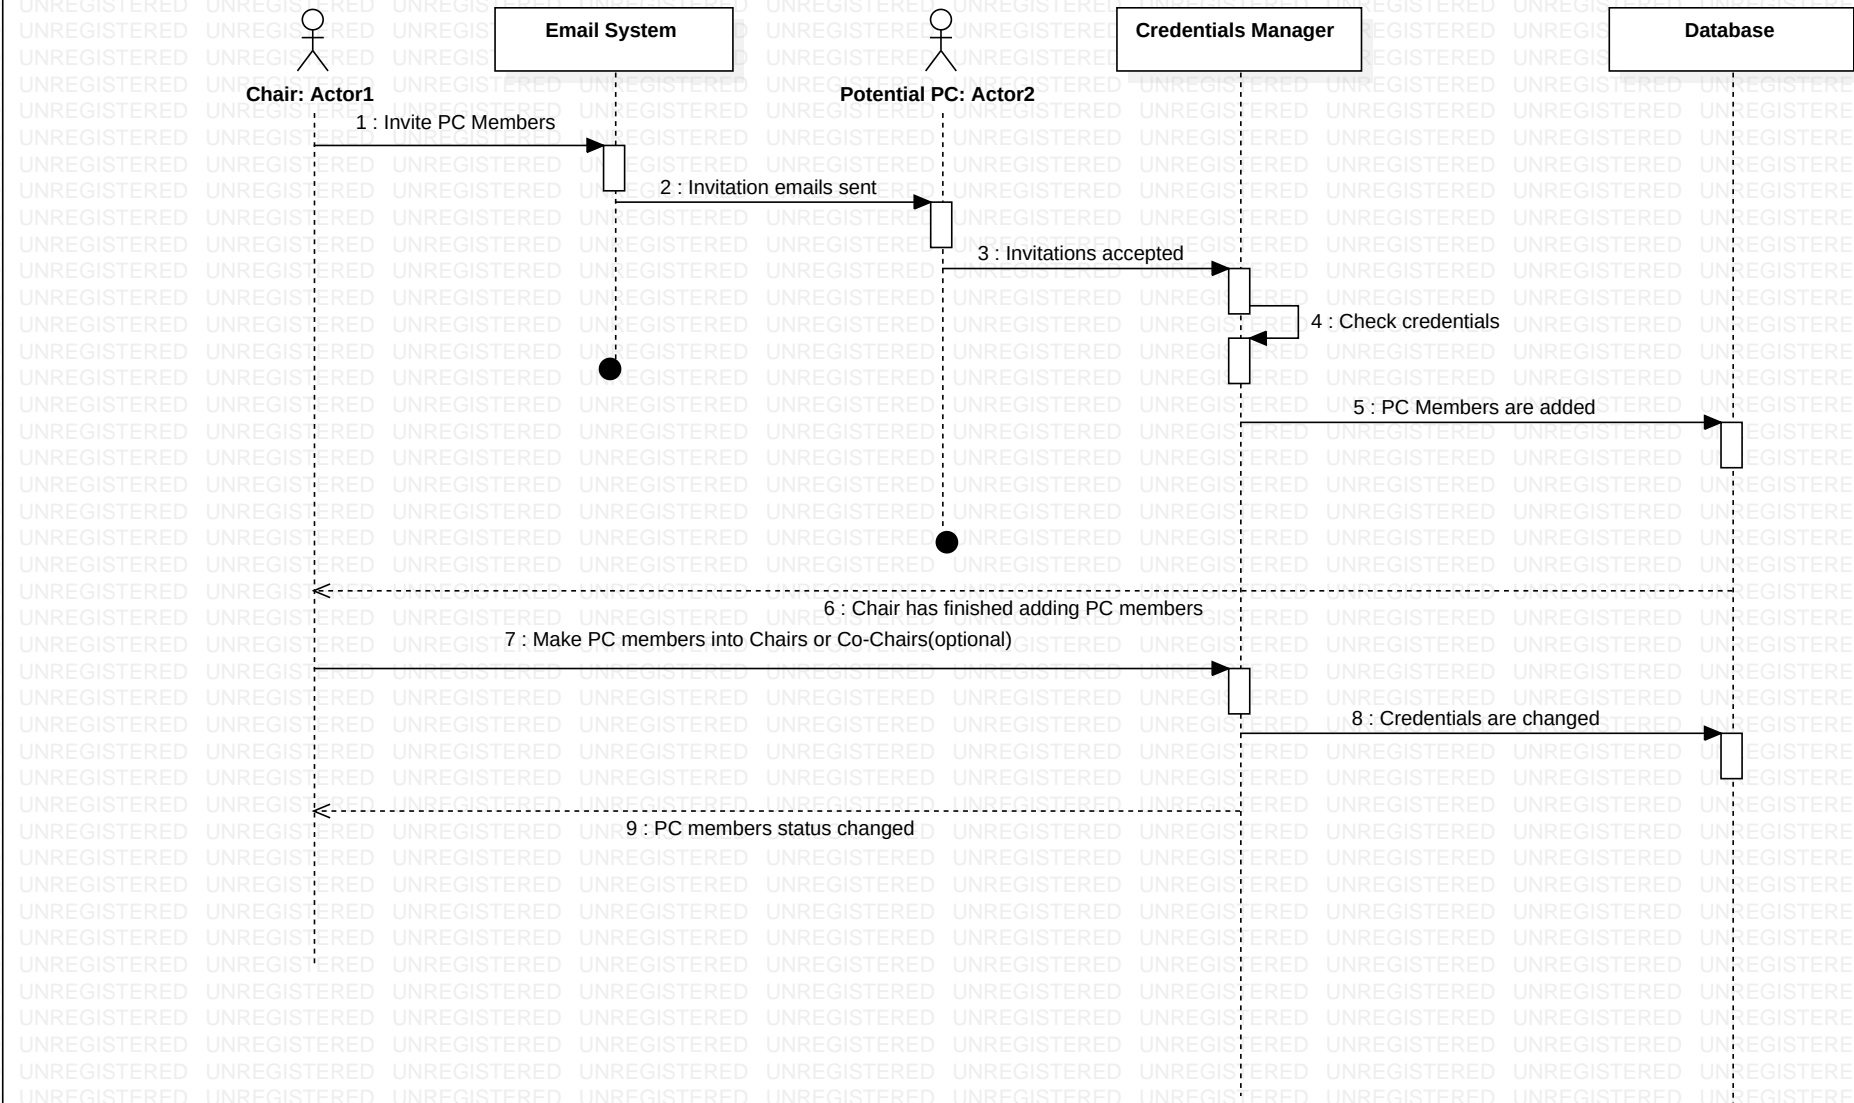 Email System
Credentials Manager
Database
Chair: Actor1
Potential PC: Actor2
1 : Invite PC Members
2 : Invitation emails sent
3 : Invitations accepted
4 : Check credentials
5 : PC Members are added
6 : Chair has finished adding PC members
7 : Make PC members into Chairs or Co-Chairs(optional)
8 : Credentials are changed
9 : PC members status changed
UNREGISTERED